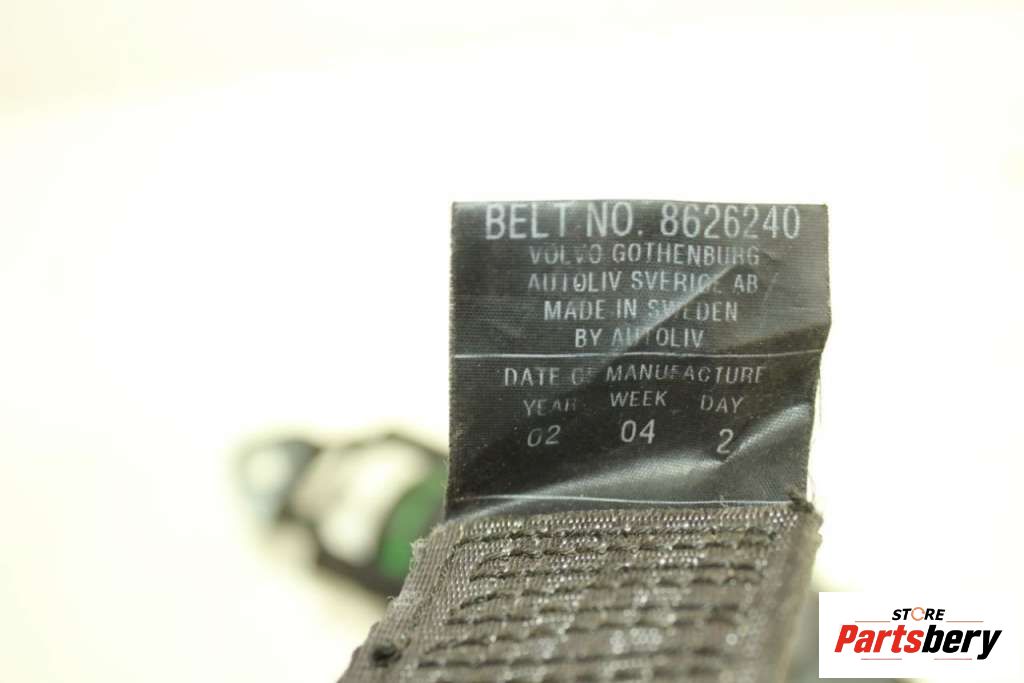 BELT NO. 8626240
VOLVO GOTHENBURG
AUTOLIV SVERIGE AB
MADE IN SWEDEN
BY AUTOLIV
DATE OF MANUFACTURE
YEAR WEEK DAY
02 04 2
STORE
Partsbery